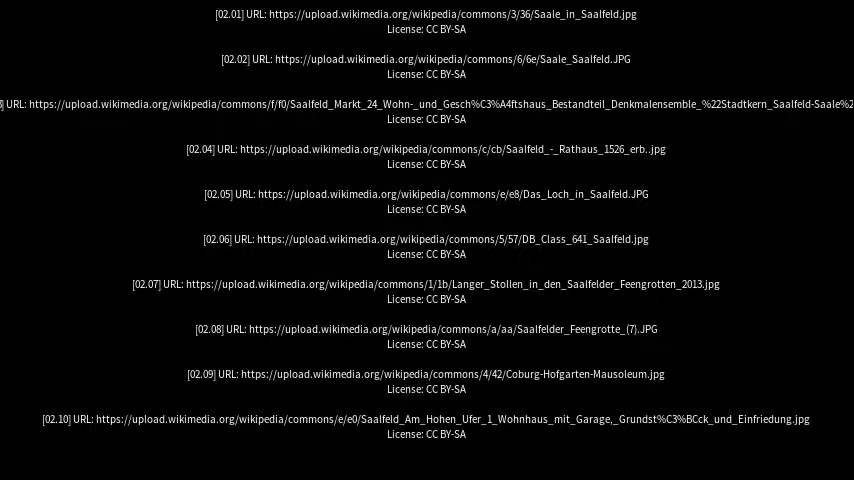 [02.01] URL: https://upload.wikimedia.org/wikipedia/commons/3/36/Saale_in_Saalfeld.jpg
License: CC BY-SA
[02.02] URL: https://upload.wikimedia.org/wikipedia/commons/6/6e/Saale_Saalfeld.JPG
License: CC BY-SA
] URL: https://upload.wikimedia.org/wikipedia/commons/f/f0/Saalfeld_Markt_24_Wohn-_und_Gesch%C3%A4ftshaus_Bestandteil_Denkmalensemble_%22Stadtkern_Saalfeld-Saale%2
License: CC BY-SA
[02.04] URL: https://upload.wikimedia.org/wikipedia/commons/c/cb/Saalfeld_-_Rathaus_1526_erb..jpg
License: CC BY-SA
[02.05] URL: https://upload.wikimedia.org/wikipedia/commons/e/e8/Das_Loch_in_Saalfeld.JPG
License: CC BY-SA
[02.06] URL: https://upload.wikimedia.org/wikipedia/commons/5/57/DB_Class_641_Saalfeld.jpg
License: CC BY-SA
[02.07] URL: https://upload.wikimedia.org/wikipedia/commons/1/1b/Langer_Stollen_in_den_Saalfelder_Feengrotten_2013.jpg
License: CC BY-SA
[02.08] URL: https://upload.wikimedia.org/wikipedia/commons/a/aa/Saalfelder_Feengrotte_(7).JPG
License: CC BY-SA
[02.09] URL: https://upload.wikimedia.org/wikipedia/commons/4/42/Coburg-Hofgarten-Mausoleum.jpg
License: CC BY-SA
[02.10] URL: https://upload.wikimedia.org/wikipedia/commons/e/e0/Saalfeld_Am_Hohen_Ufer_1_Wohnhaus_mit_Garage,_Grundst%C3%BCck_und_Einfriedung.jpg
License: CC BY-SA